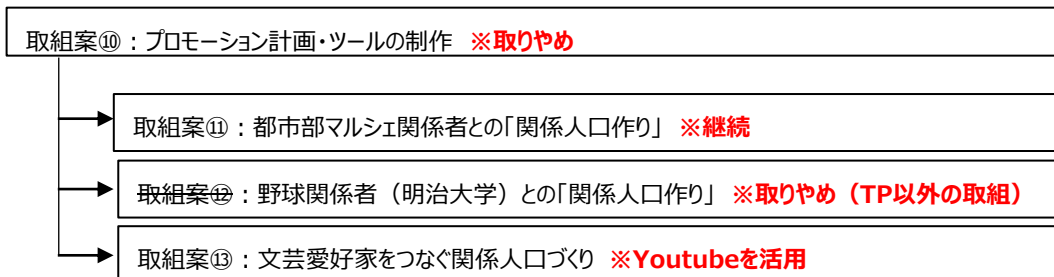 取組案⑩：プロモーション計画・ツールの制作 ※取りやめ
取組案⑪：都市部マルシェ関係者との「関係人口作り」 ※継続
取組案⑫：野球関係者（明治大学）との「関係人口作り」 ※取りやめ（TP以外の取組）
取組案⑬：文芸愛好家をつなぐ関係人口づくり ※Youtubeを活用